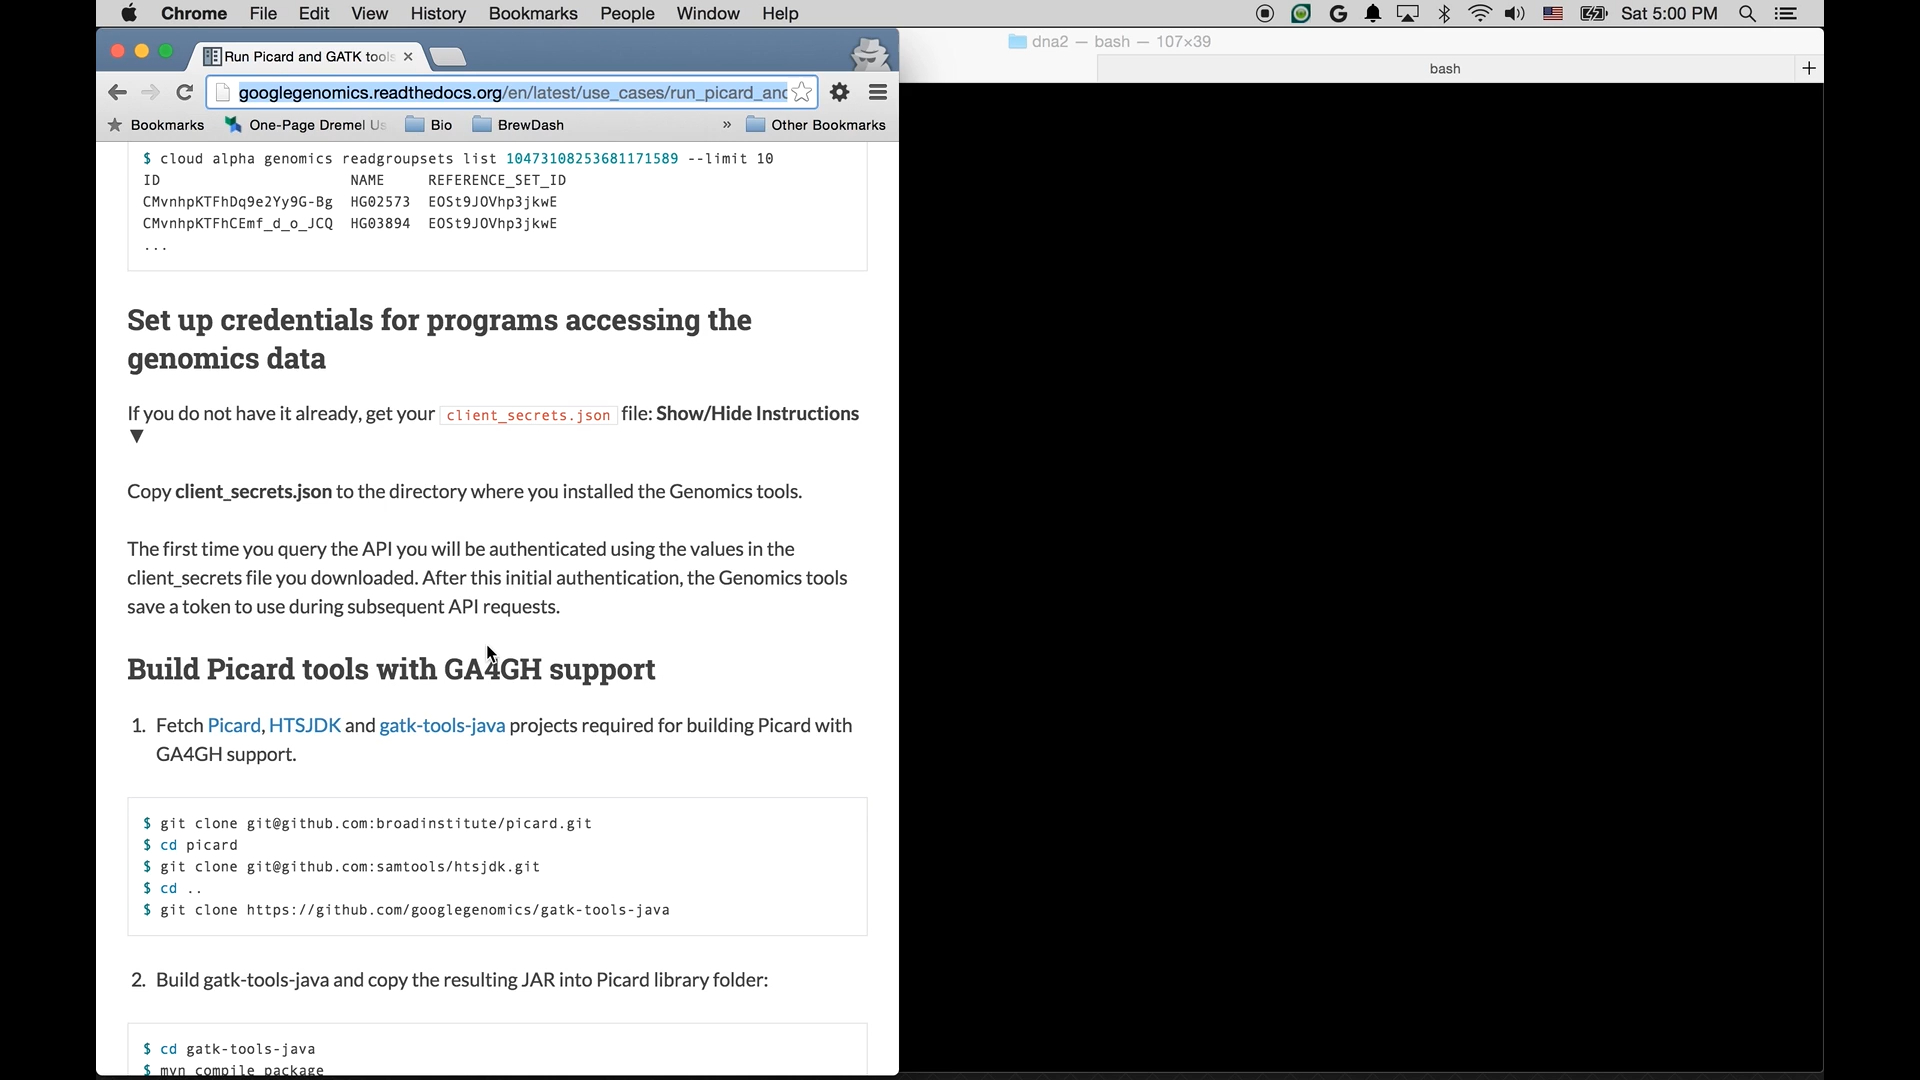 Chrome File Edit View History Bookmarks People Window Help Sat 5:00 PM
Run Picard and GATK tools
dna2 — bash — 107×39
googlegenomics.readthedocs.org/en/latest/use_cases/run_picard_and
bash
Bookmarks One-Page Dremel Us Bio BrewDash » Other Bookmarks
$ cloud alpha genomics readgroupsets list 10473108253681171589 --limit 10
ID NAME REFERENCE_SET_ID
CMvnhpKTFhDq9e2Yy9G-Bg HG02573 EOSt9JOVhp3jkwE
CMvnhpKTFhCEmf_d_o_JCQ HG03894 EOSt9JOVhp3jkwE
...
Set up credentials for programs accessing the
genomics data
If you do not have it already, get your client_secrets.json file: Show/Hide Instructions
▼
Copy client_secrets.json to the directory where you installed the Genomics tools.
The first time you query the API you will be authenticated using the values in the
client_secrets file you downloaded. After this initial authentication, the Genomics tools
save a token to use during subsequent API requests.
Build Picard tools with GA4GH support
1. Fetch Picard, HTSJDK and gatk-tools-java projects required for building Picard with
GA4GH support.
$ git clone git@github.com:broadinstitute/picard.git
$ cd picard
$ git clone git@github.com:samtools/htsjdk.git
$ cd ..
$ git clone https://github.com/googlegenomics/gatk-tools-java
2. Build gatk-tools-java and copy the resulting JAR into Picard library folder:
$ cd gatk-tools-java
$ mvn compile package